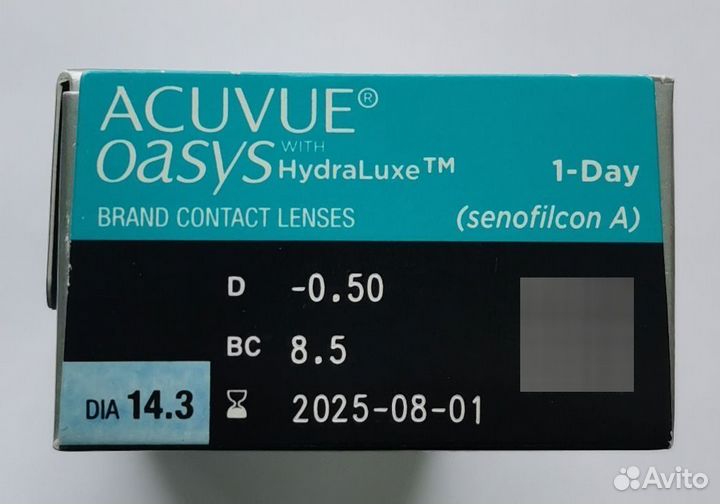 ACUVUE®
Oasys WITH HydraLuxe™ 1-Day
BRAND CONTACT LENSES (senofilcon A)
D -0.50
BC 8.5
DIA 14.3 2025-08-01
Avito